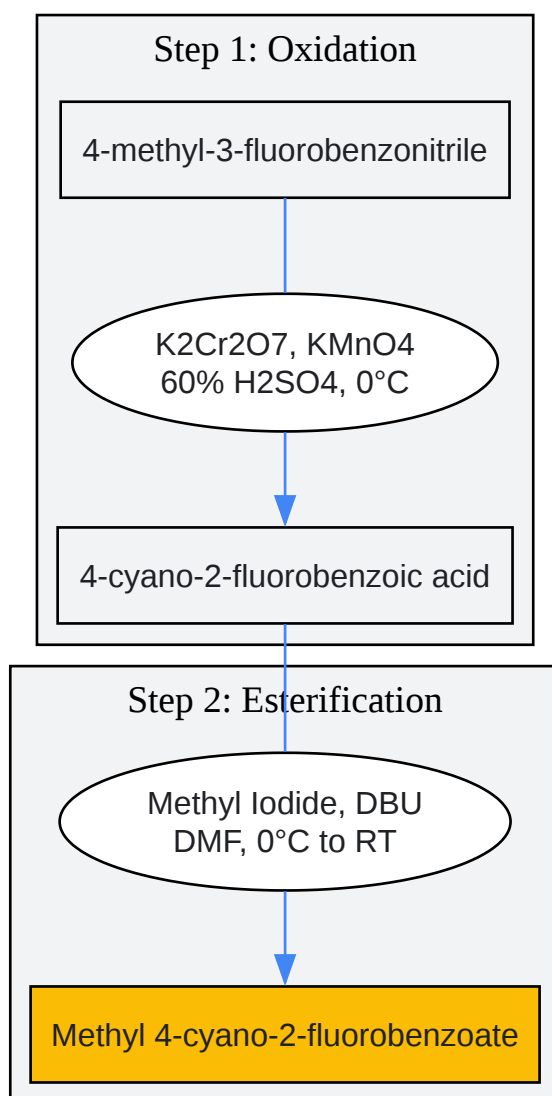 Step 1: Oxidation
4-methyl-3-fluorobenzonitrile
K2Cr2O7, KMnO4
60% H2SO4, 0°C
4-cyano-2-fluorobenzoic acid
Step 2: Esterification
Methyl Iodide, DBU
DMF, 0°C to RT
Methyl 4-cyano-2-fluorobenzoate